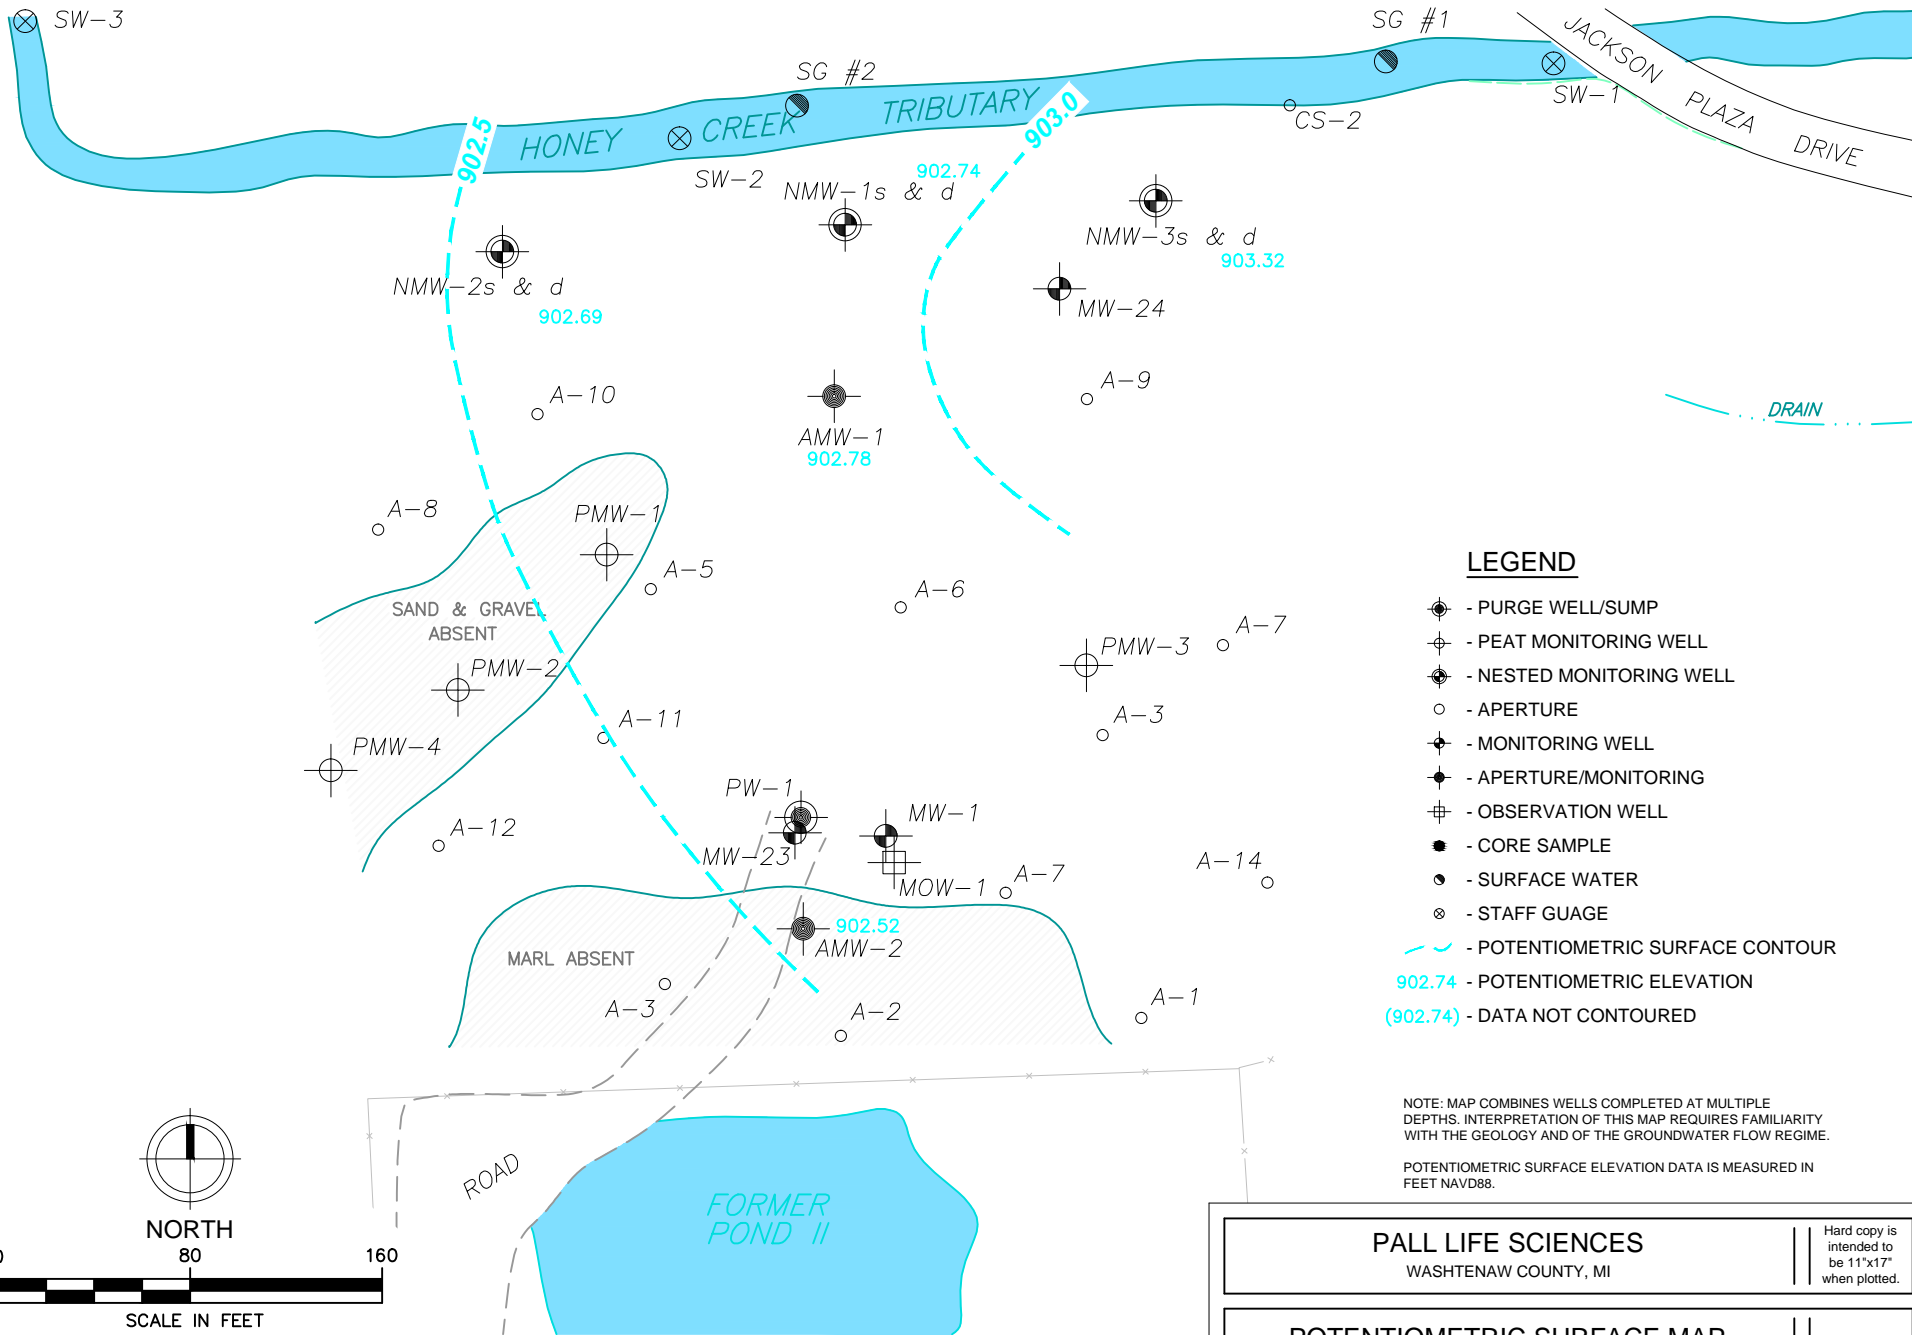 SW-3
SG #1
JACKSON
PLAZA
DRIVE
SG #2
SW-1
CS-2
HONEY
CREEK
TRIBUTARY
902.5
903.0
SW-2
902.74
NMW-1s & d
NMW-3s & d
903.32
NMW-2s & d
902.69
MW-24
A-10
A-9
AMW-1
902.78
DRAIN
A-8
PMW-1
A-5
A-6
SAND & GRAVEL
ABSENT
PMW-2
PMW-3
A-7
A-11
A-3
PMW-4
PW-1
MW-1
A-12
MW-23
MOW-1
A-7
A-14
902.52
AMW-2
MARL ABSENT
A-3
A-2
A-1
LEGEND
- PURGE WELL/SUMP
- PEAT MONITORING WELL
- NESTED MONITORING WELL
- APERTURE
- MONITORING WELL
- APERTURE/MONITORING
- OBSERVATION WELL
- CORE SAMPLE
- SURFACE WATER
- STAFF GUAGE
- POTENTIOMETRIC SURFACE CONTOUR
902.74 - POTENTIOMETRIC ELEVATION
(902.74) - DATA NOT CONTOURED
NOTE: MAP COMBINES WELLS COMPLETED AT MULTIPLE
DEPTHS. INTERPRETATION OF THIS MAP REQUIRES FAMILIARITY
WITH THE GEOLOGY AND OF THE GROUNDWATER FLOW REGIME.
POTENTIOMETRIC SURFACE ELEVATION DATA IS MEASURED IN
FEET NAVD88.
ROAD
FORMER
POND II
NORTH
0 80 160
SCALE IN FEET
PALL LIFE SCIENCES
WASHTENAW COUNTY, MI
Hard copy is
intended to
be 11"x17"
when plotted.
POTENTIOMETRIC SURFACE MAP